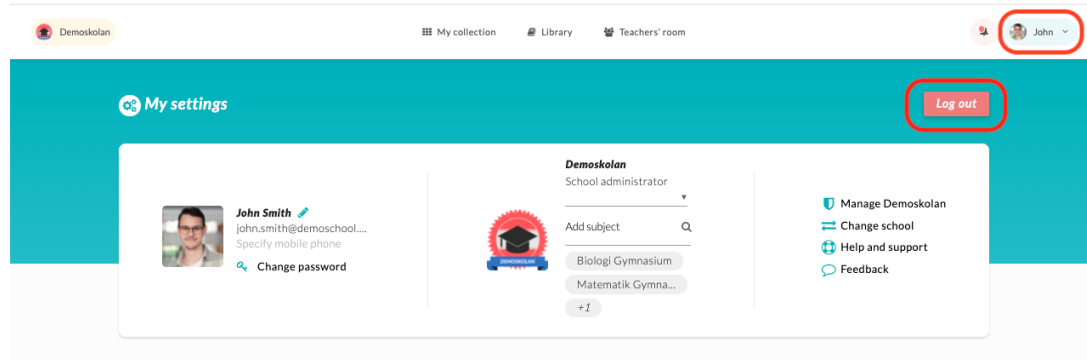 Demoskolan
My collection
Library
Teachers' room
John
My settings
Log out
John Smith
john.smith@demoschool....
Specify mobile phone
Change password
DEMOSKOLAN
Demoskolan
School administrator
Add subject
Biologi Gymnasium
Matematik Gymna...
+1
Manage Demoskolan
Change school
Help and support
Feedback